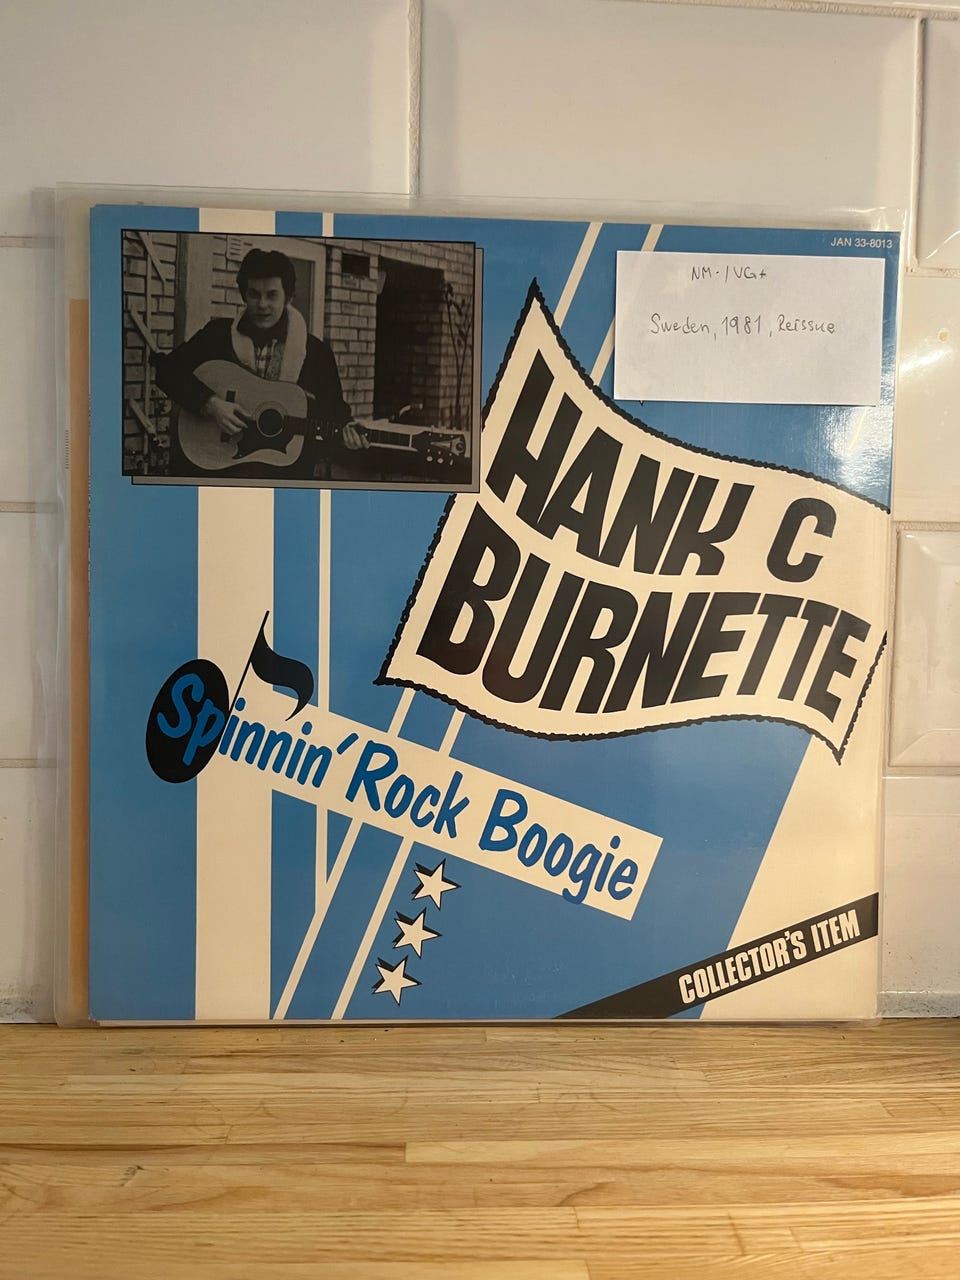 JAN 33-8013
NM-/VG+
Sweden, 1981, Reissue
HANK C
BURNETTE
Spinnin' Rock Boogie
COLLECTOR'S ITEM